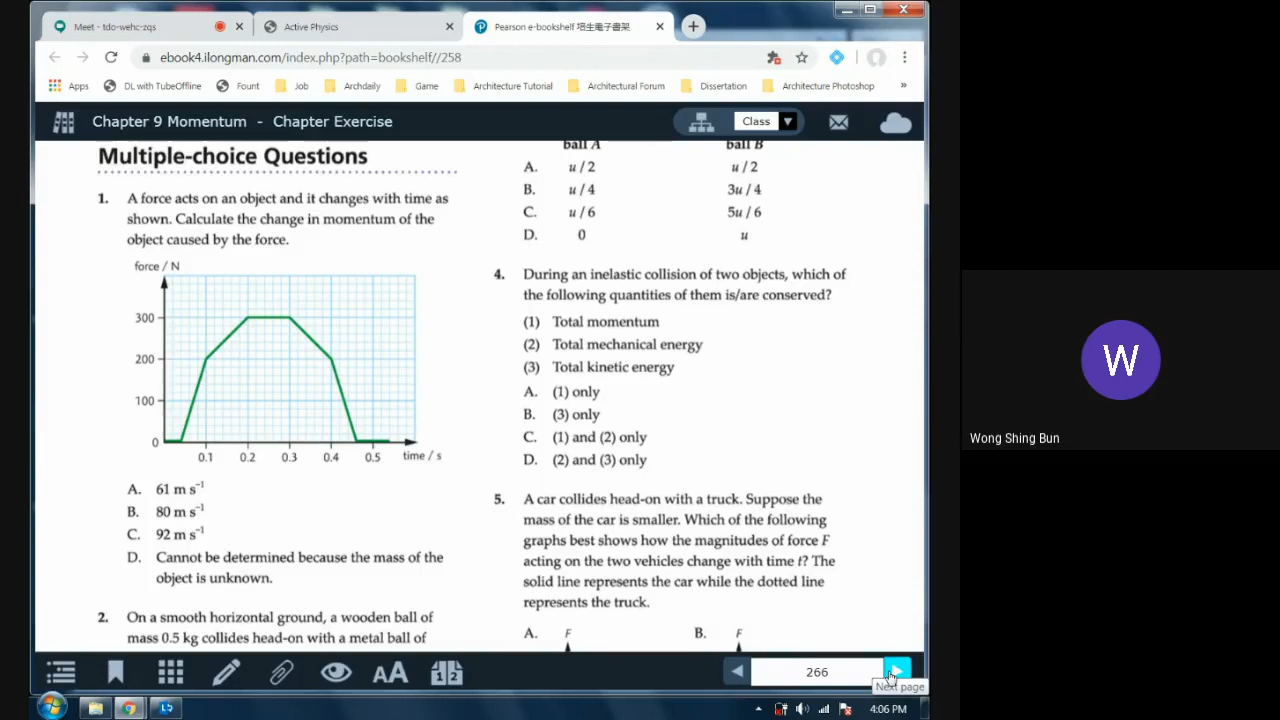 Meet - tdo-wehc-zqs
Active Physics
Pearson e-bookshelf 培生電子書架
ebook4.ilongman.com/index.php?path=bookshelf//258
Apps
DL with TubeOffline
Fount
Job
Archdaily
Game
Architecture Tutorial
Architectural Forum
Dissertation
Architecture Photoshop
»
Chapter 9 Momentum - Chapter Exercise
Class
Multiple-choice Questions
1. A force acts on an object and it changes with time as
shown. Calculate the change in momentum of the
object caused by the force.
force / N
300
200
100
0
0.1 0.2 0.3 0.4 0.5 time / s
A. 61 m s⁻¹
B. 80 m s⁻¹
C. 92 m s⁻¹
D. Cannot be determined because the mass of the
object is unknown.
2. On a smooth horizontal ground, a wooden ball of
mass 0.5 kg collides head-on with a metal ball of
ball A ball B
A. u / 2 u / 2
B. u / 4 3u / 4
C. u / 6 5u / 6
D. 0 u
4. During an inelastic collision of two objects, which of
the following quantities of them is/are conserved?
(1) Total momentum
(2) Total mechanical energy
(3) Total kinetic energy
A. (1) only
B. (3) only
C. (1) and (2) only
D. (2) and (3) only
5. A car collides head-on with a truck. Suppose the
mass of the car is smaller. Which of the following
graphs best shows how the magnitudes of force F
acting on the two vehicles change with time t? The
solid line represents the car while the dotted line
represents the truck.
A. F B. F
AA
1 2
266
Next page
4:06 PM
W
Wong Shing Bun